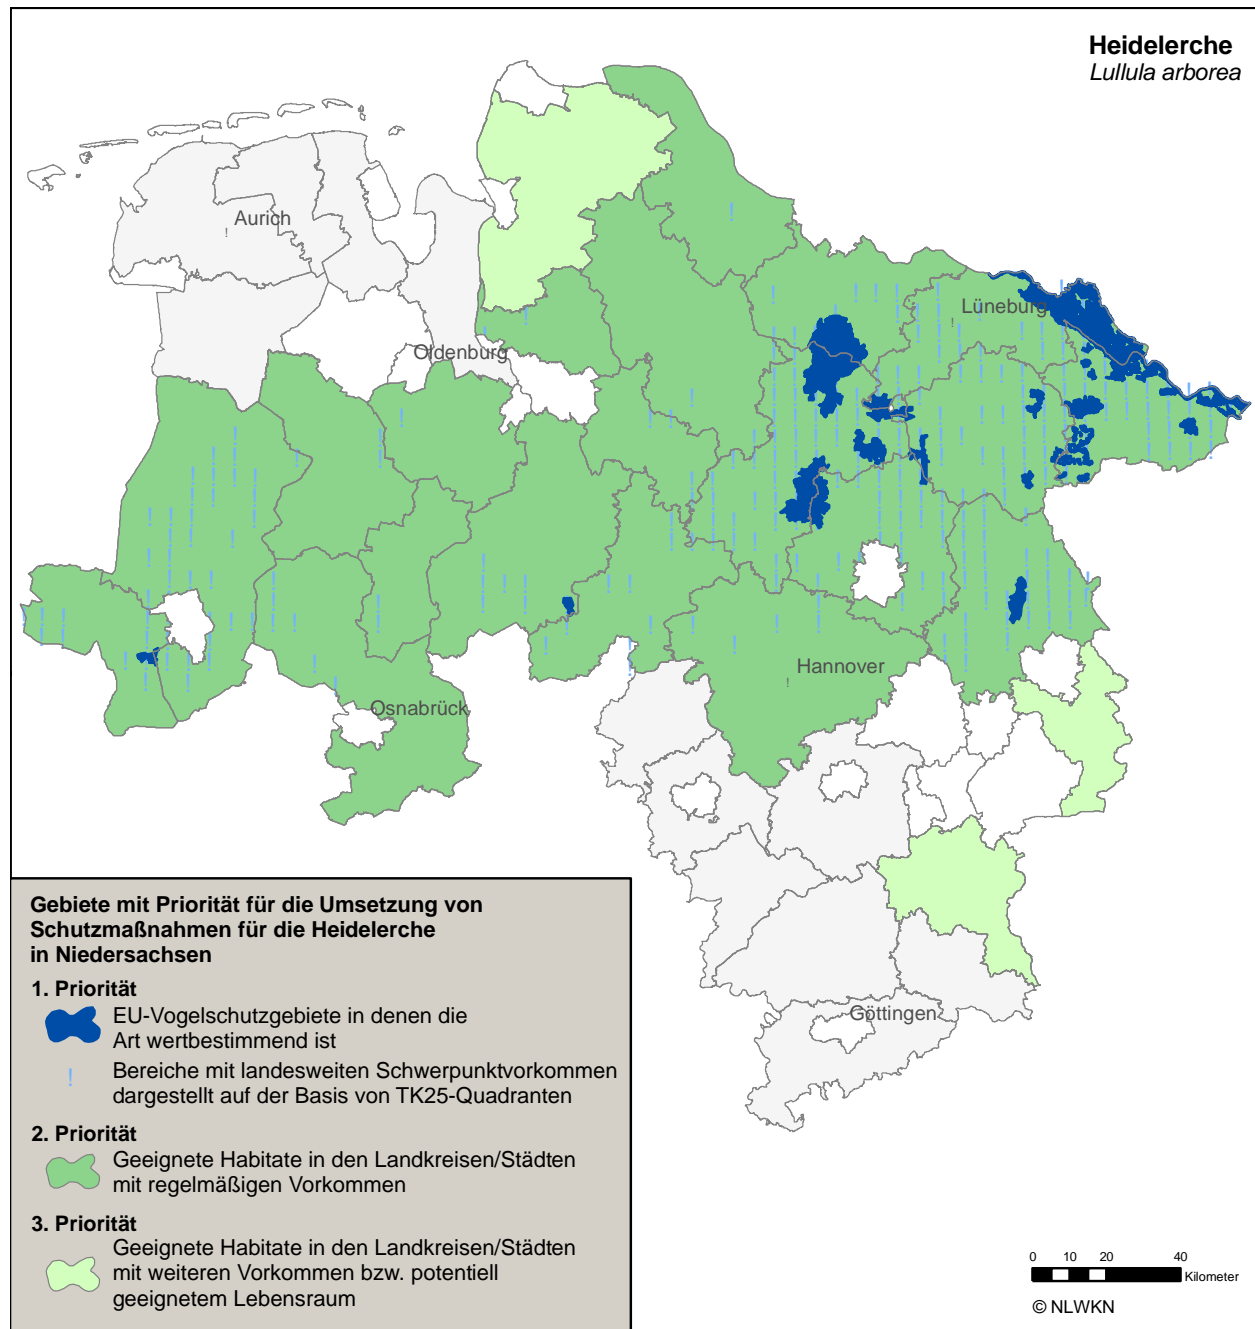 Heidelerche
Lullula arborea
Aurich
Lüneburg
Oldenburg
Hannover
Osnabrück
Göttingen
Gebiete mit Priorität für die Umsetzung von
Schutzmaßnahmen für die Heidelerche
in Niedersachsen
1. Priorität
EU-Vogelschutzgebiete in denen die
Art wertbestimmend ist
Bereiche mit landesweiten Schwerpunktvorkommen
dargestellt auf der Basis von TK25-Quadranten
2. Priorität
Geeignete Habitate in den Landkreisen/Städten
mit regelmäßigen Vorkommen
3. Priorität
Geeignete Habitate in den Landkreisen/Städten
mit weiteren Vorkommen bzw. potentiell
geeignetem Lebensraum
0 10 20 40
Kilometer
© NLWKN